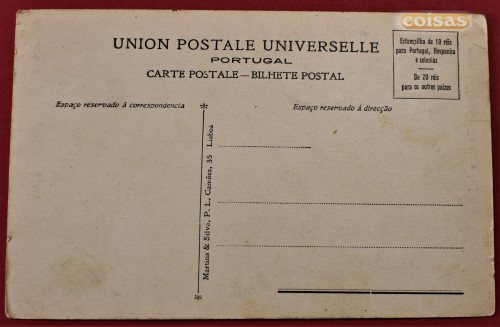 coisas
Estampilha de 10 réis
para Portugal, Hespanha
e colonias
De 20 réis
para os outros paizes
UNION POSTALE UNIVERSELLE
PORTUGAL
CARTE POSTALE—BILHETE POSTAL
Espaço reservado á correspondencia
Espaço reservado á direcção
Martins & Silva, P. L. Camões, 35 Lisboa